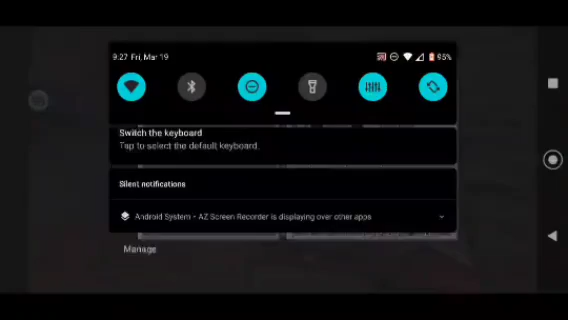 9:27 Fri, Mar 19
95%
Switch the keyboard
Tap to select the default keyboard.
Silent notifications
Android System • AZ Screen Recorder is displaying over other apps
Manage